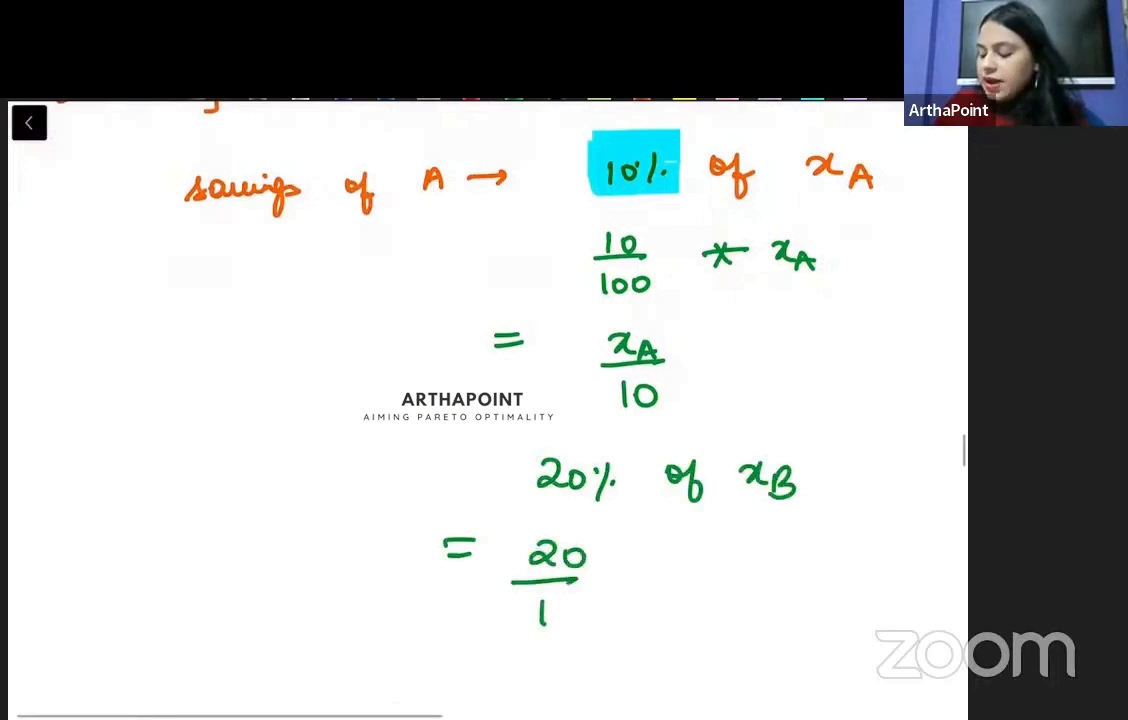 ArthaPoint
savings of A → 10% of xA
10/100 * xA
= xA/10
ARTHAPOINT
AIMING PARETO OPTIMALITY
20% of xB
= 20/1
zoom